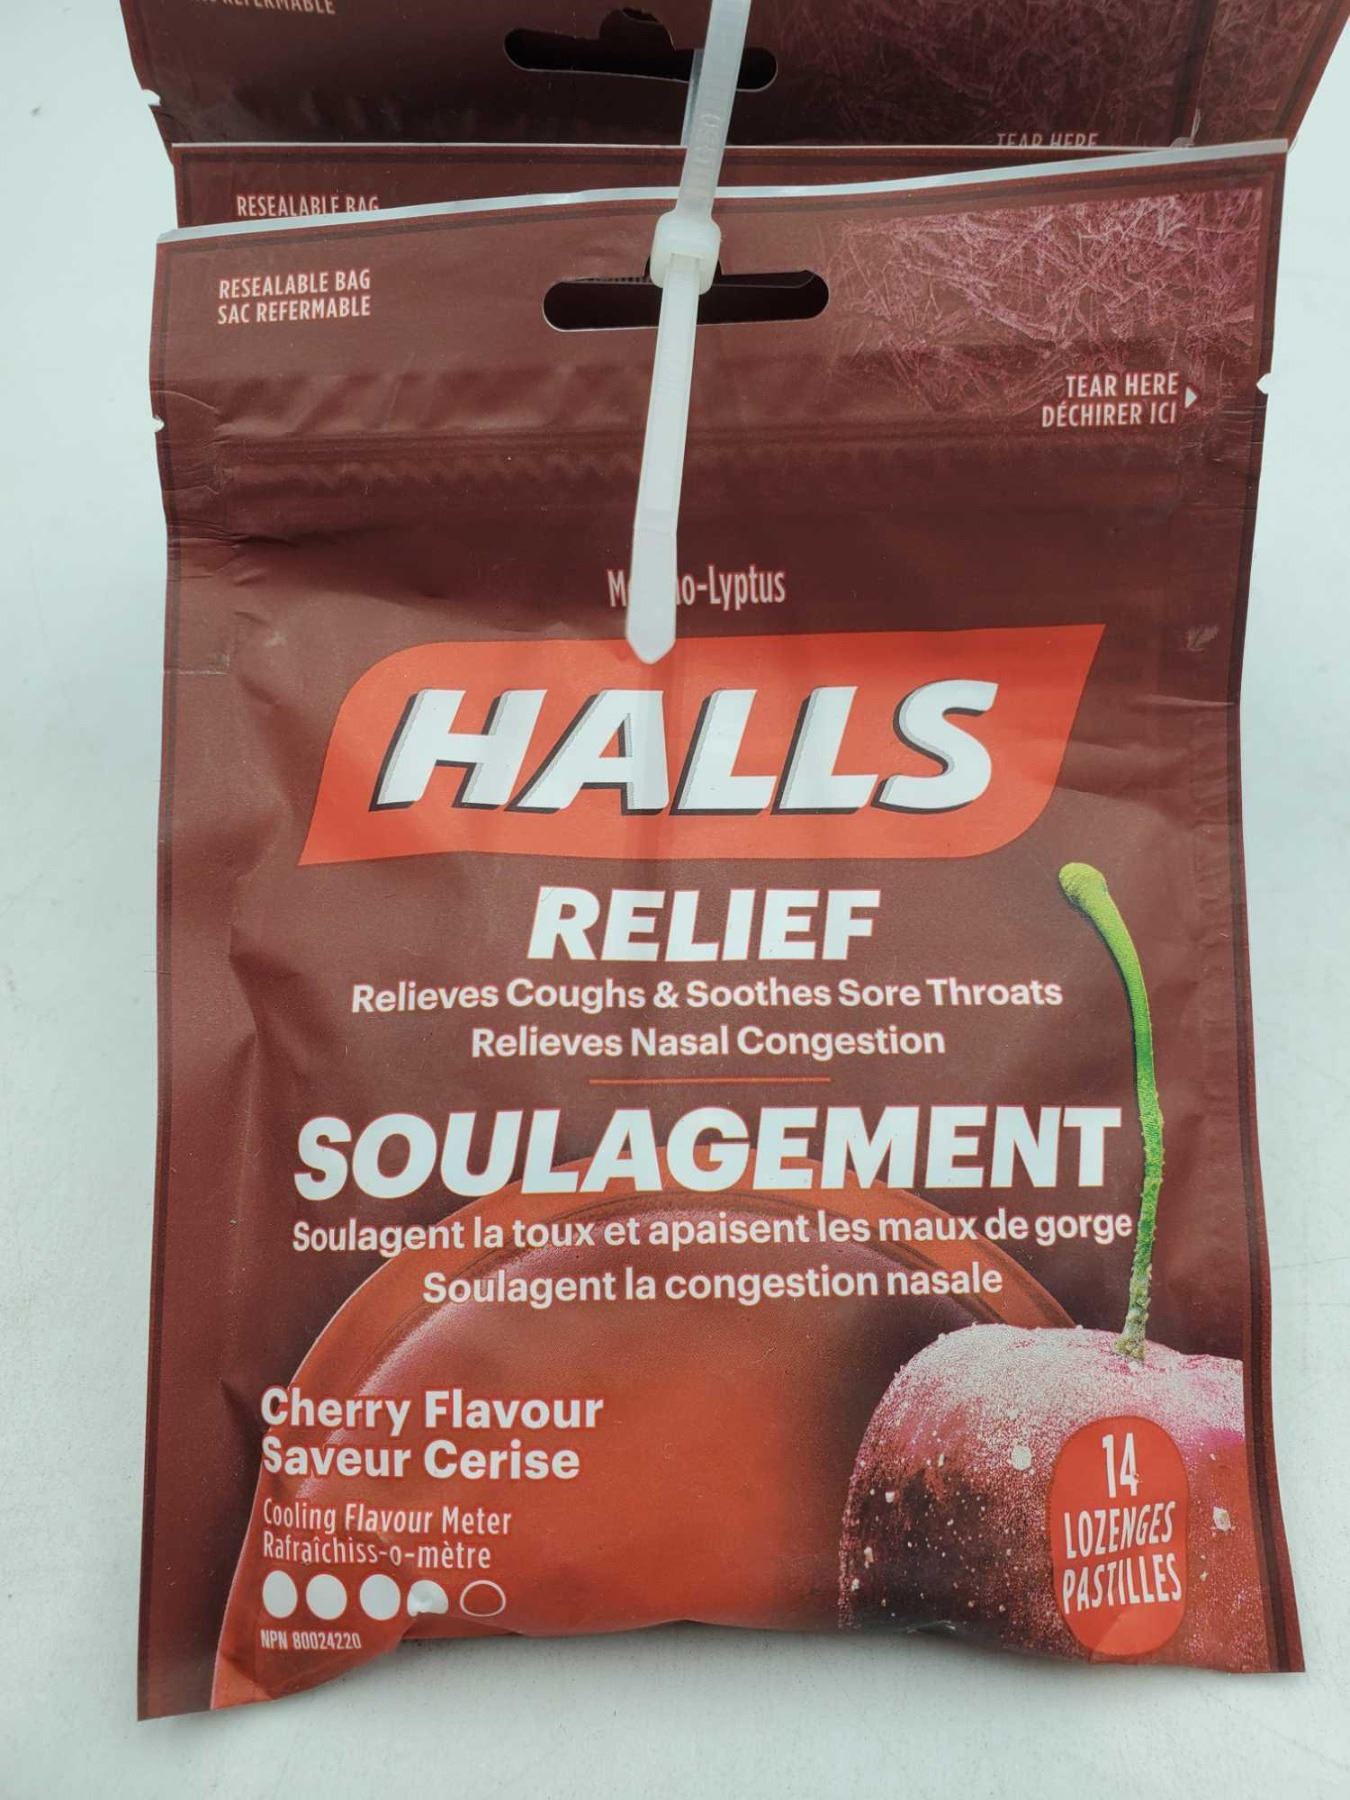 REFERMABLE
TEAR HERE
RESEALABLE BAG
RESEALABLE BAG
SAC REFERMABLE
TEAR HERE
DÉCHIRER ICI
HALLS
RELIEF
Relieves Coughs & Soothes Sore Throats
Relieves Nasal Congestion
SOULAGEMENT
Soulagent la toux et apaisent les maux de gorge
Soulagent la congestion nasale
Cherry Flavour
Saveur Cerise
Cooling Flavour Meter
Rafraîchiss-o-mètre
NPN 80024220
14
LOZENGES
PASTILLES